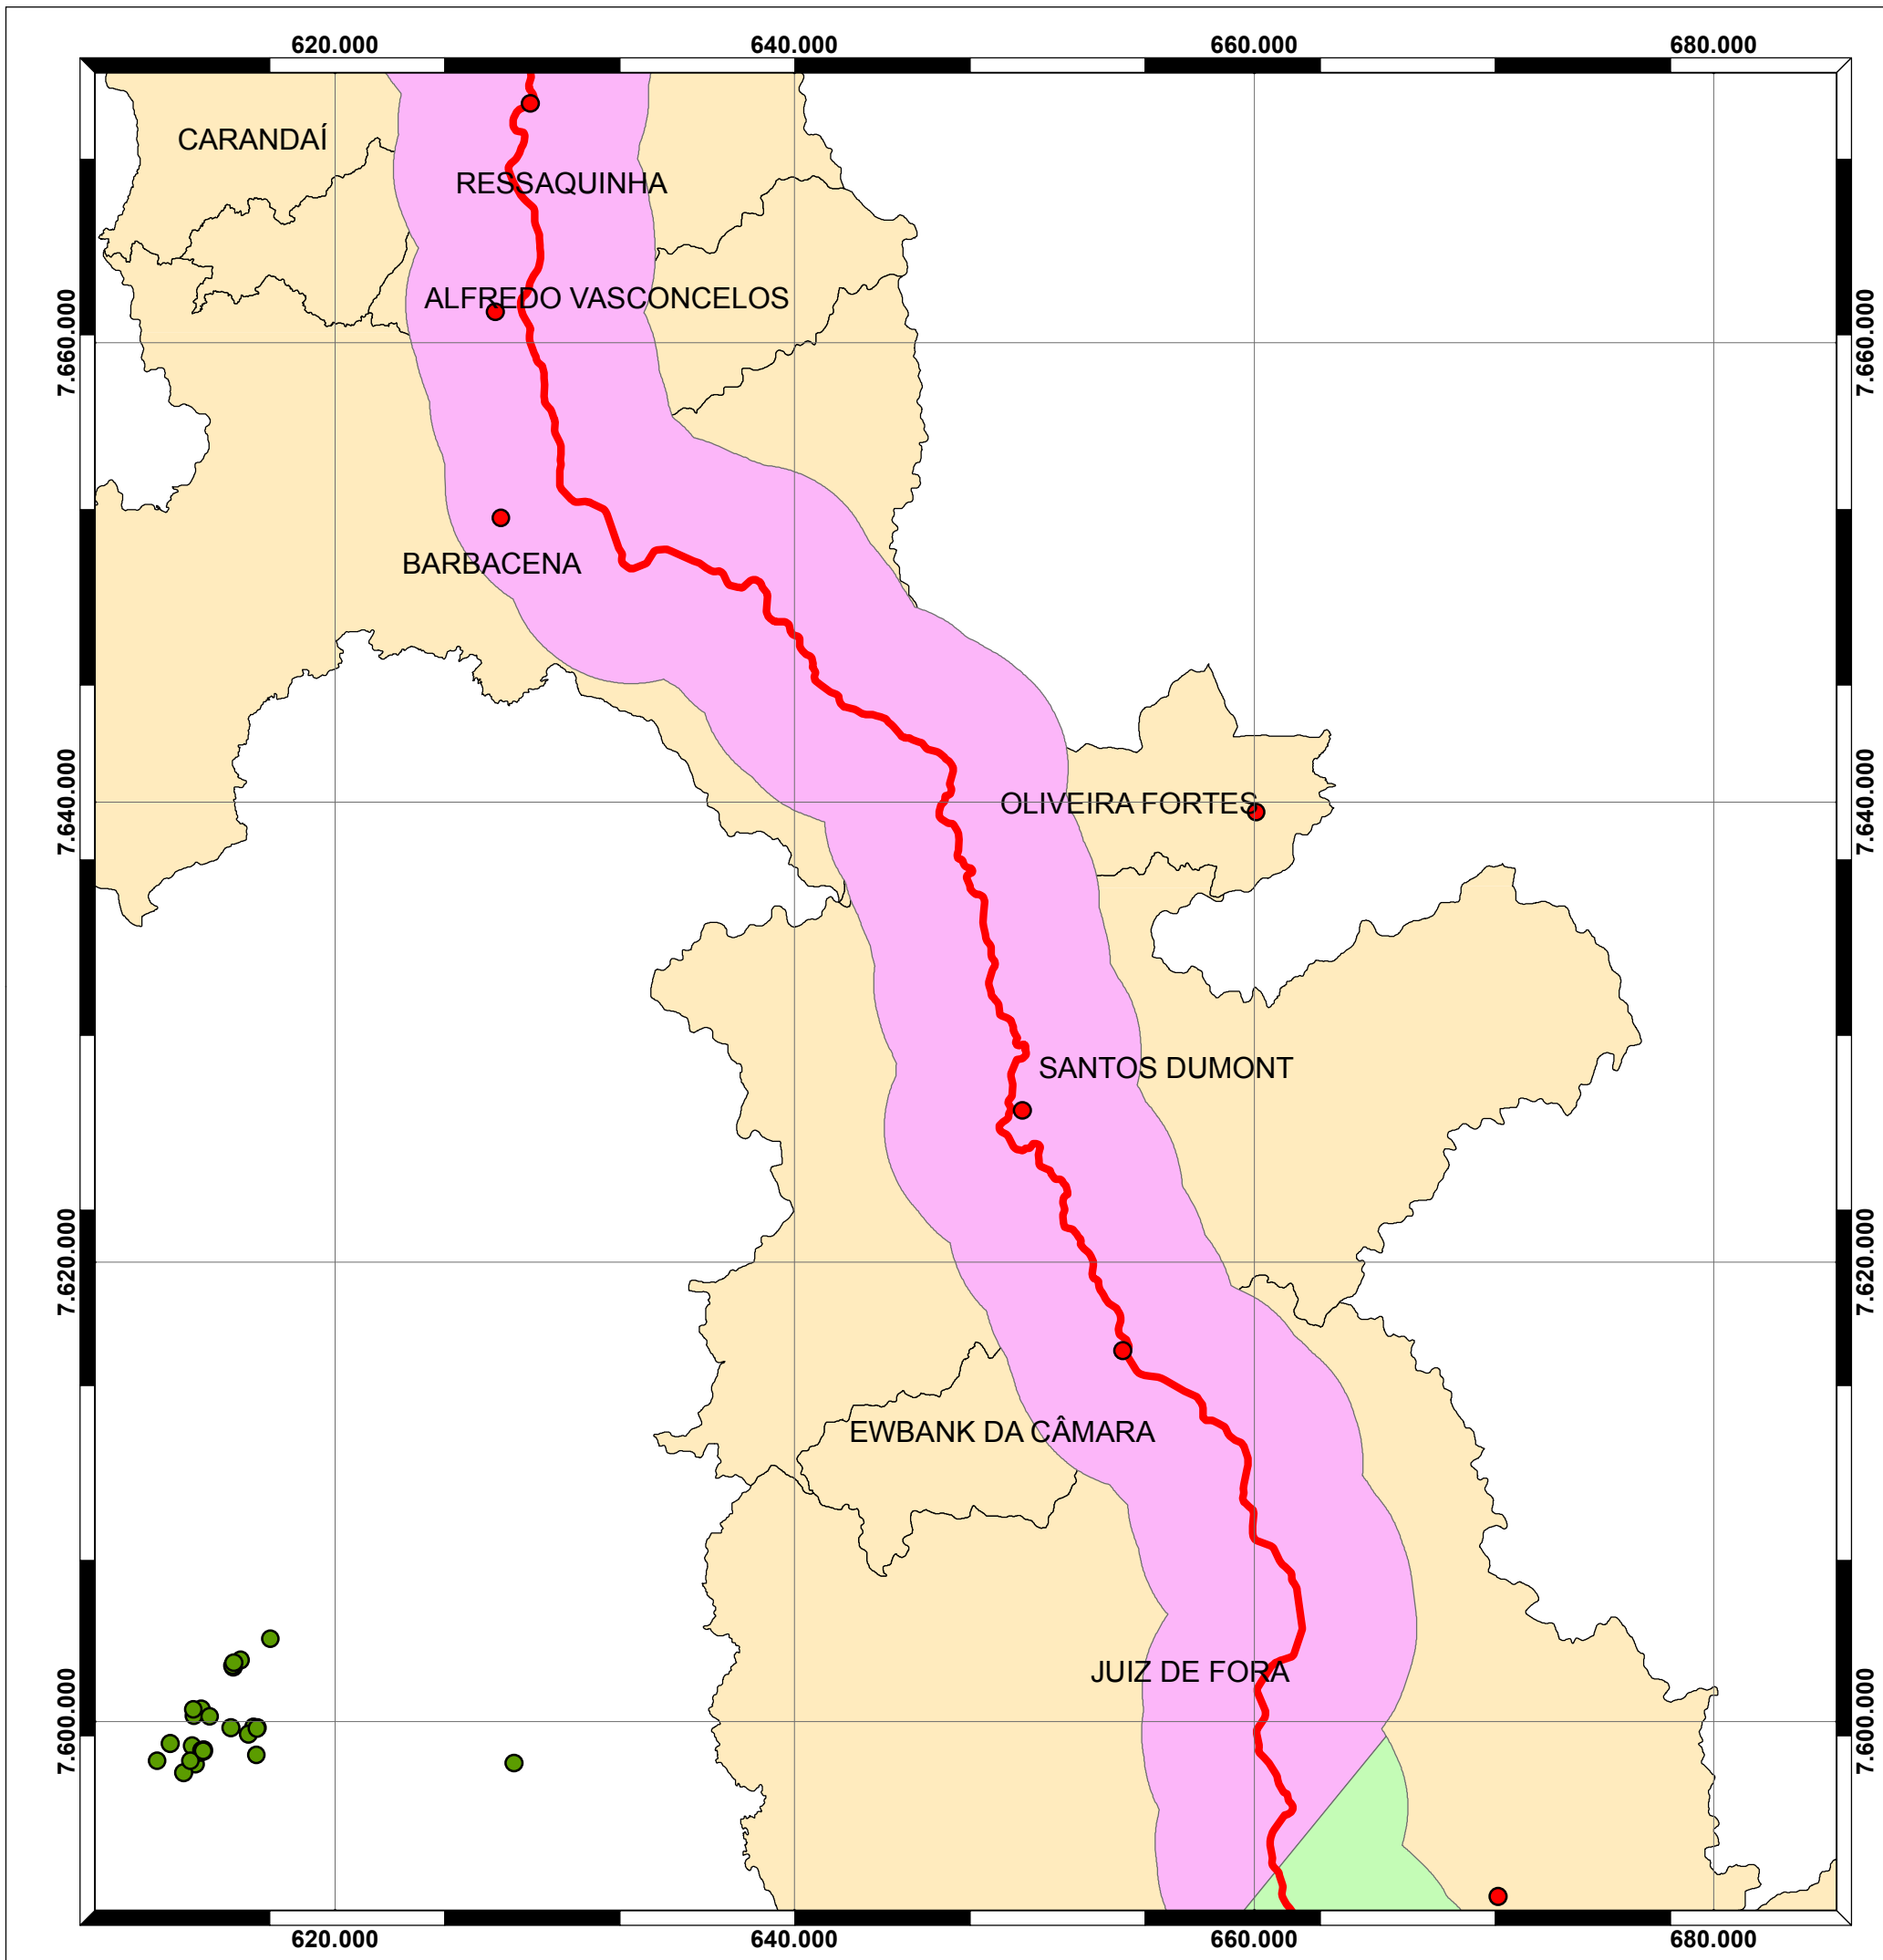 620.000 640.000 660.000 680.000
CARANDAÍ
RESSAQUINHA
ALFREDO VASCONCELOS
7.660.000 7.660.000
BARBACENA
OLIVEIRA FORTES
7.640.000 7.640.000
SANTOS DUMONT
7.620.000 7.620.000
EWBANK DA CÂMARA
JUIZ DE FORA
7.600.000 7.600.000
620.000 640.000 660.000 680.000